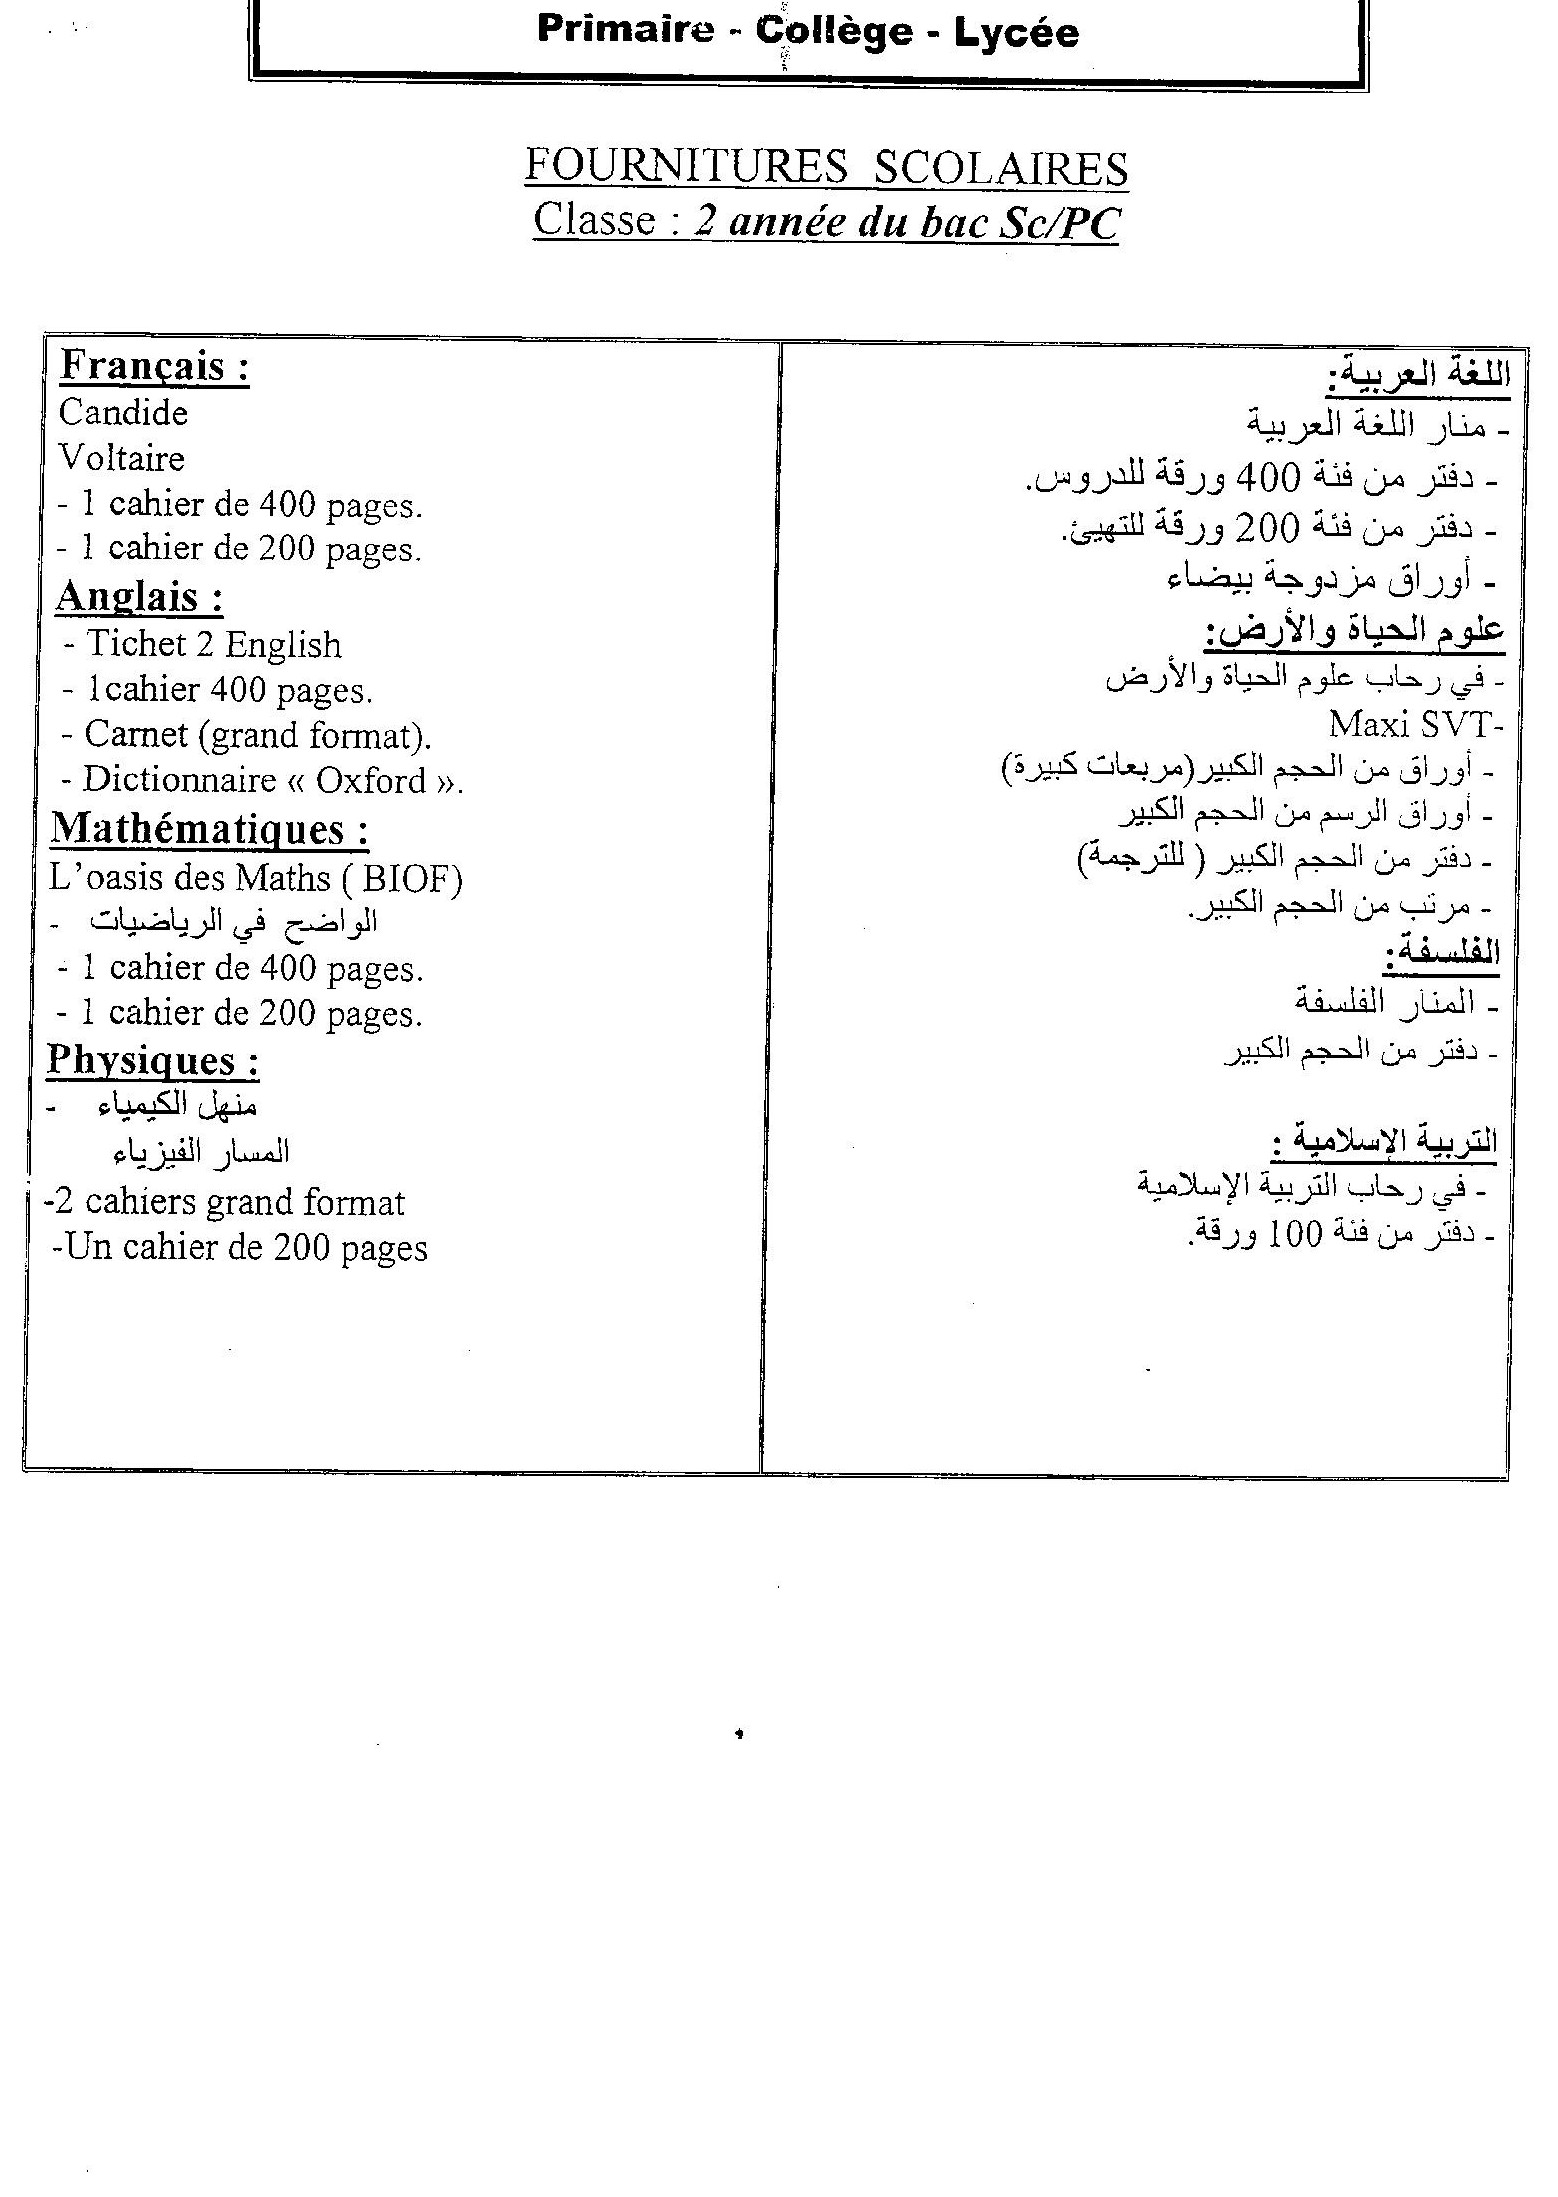 Primaire - Collège - Lycée
FOURNITURES SCOLAIRES
Classe : 2 année du bac Sc/PC
Français :
Candide
Voltaire
- 1 cahier de 400 pages.
- 1 cahier de 200 pages.
Anglais :
- Tichet 2 English
- 1cahier 400 pages.
- Carnet (grand format).
- Dictionnaire « Oxford ».
Mathématiques :
L'oasis des Maths ( BIOF)
- الواضح في الرياضيات
- 1 cahier de 400 pages.
- 1 cahier de 200 pages.
Physiques :
- منهل الكيمياء
المسار الفيزياء
-2 cahiers grand format
-Un cahier de 200 pages
اللغة العربية:
- منار اللغة العربية
- دفتر من فئة 400 ورقة للدروس.
- دفتر من فئة 200 ورقة للتهيئ.
- أوراق مزدوجة بيضاء
علوم الحياة والأرض:
- في رحاب علوم الحياة والأرض
Maxi SVT-
- أوراق من الحجم الكبير(مربعات كبيرة)
- أوراق الرسم من الحجم الكبير
- دفتر من الحجم الكبير ( للترجمة)
- مرتب من الحجم الكبير.
الفلسفة:
- المنار الفلسفة
- دفتر من الحجم الكبير
التربية الإسلامية :
- في رحاب التربية الإسلامية
- دفتر من فئة 100 ورقة.